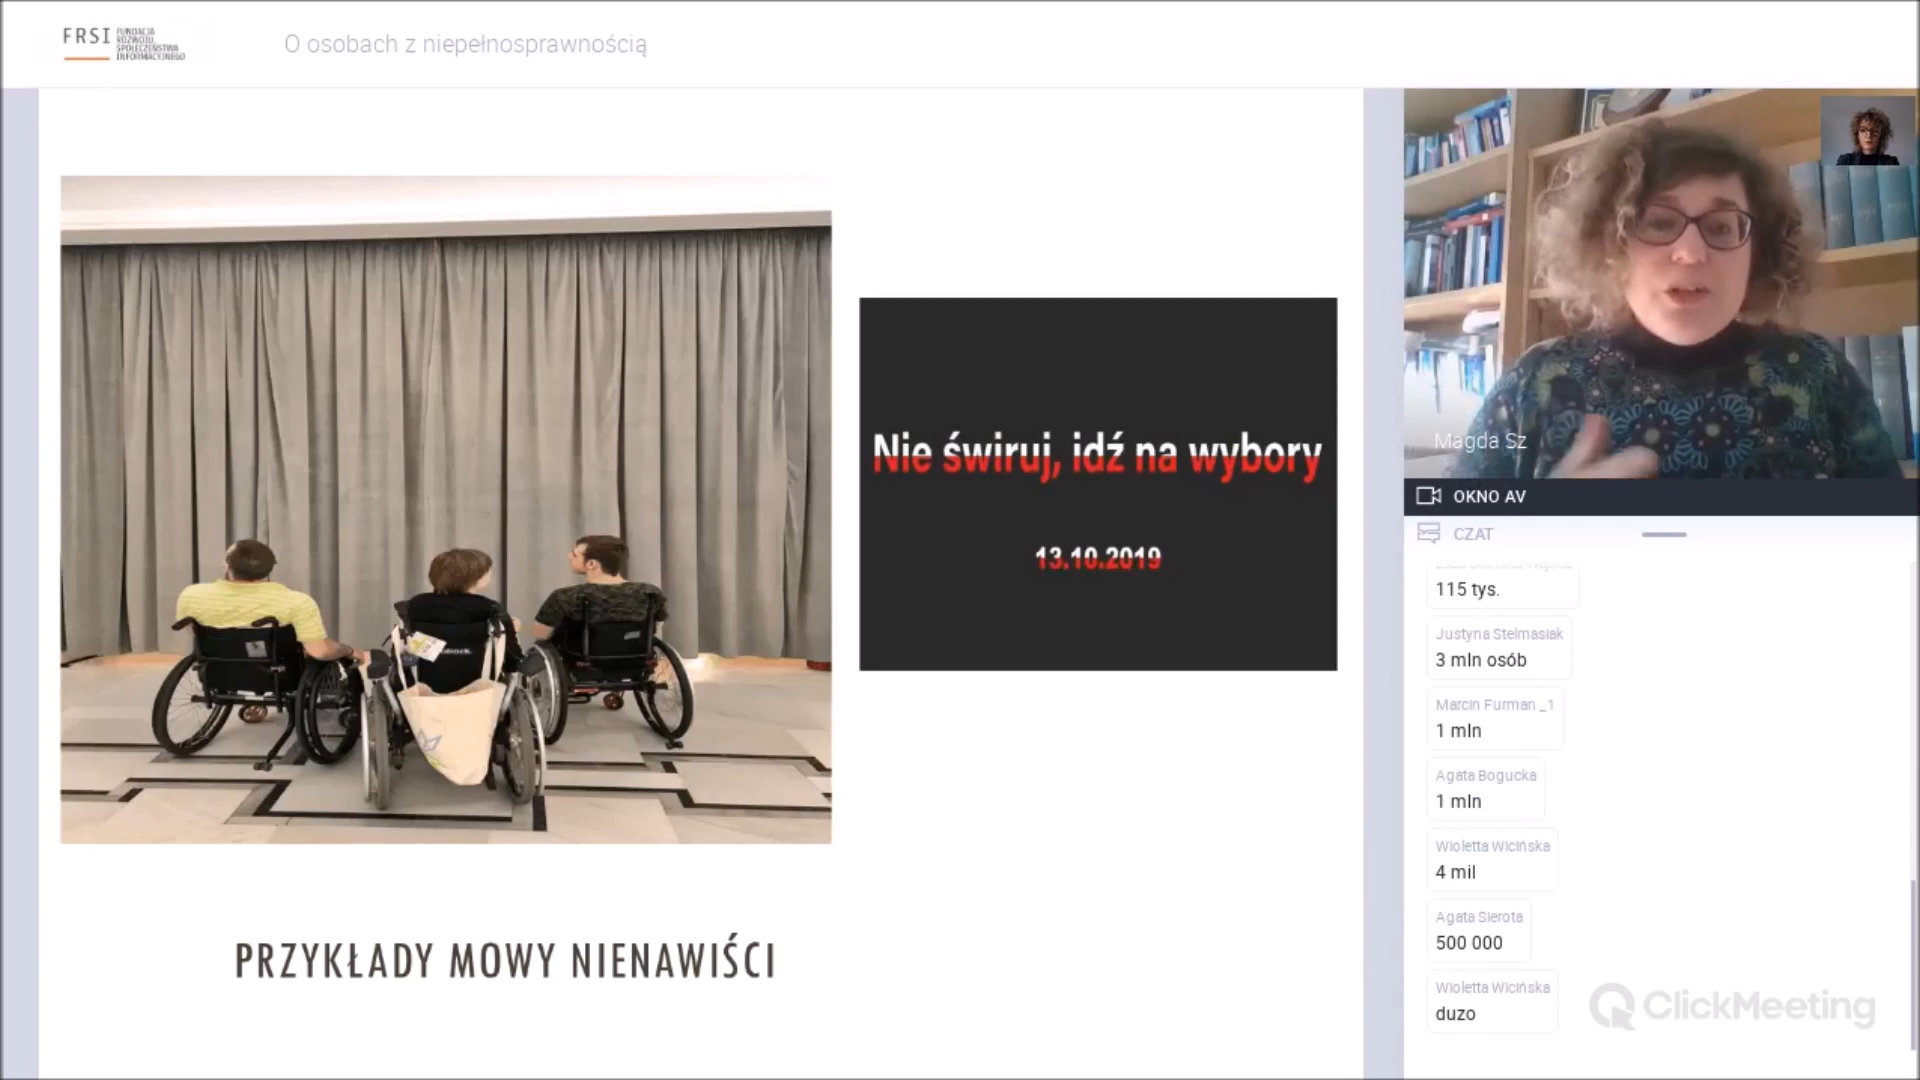 FRSI
FUNDACJA
ROZWOJU
SPOŁECZEŃSTWA
INFORMACYJNEGO
O osobach z niepełnosprawnością
Nie świruj, idź na wybory
13.10.2019
PRZYKŁADY MOWY NIENAWIŚCI
Magda Sz
OKNO AV
CZAT
115 tys.
Justyna Stelmasiak
3 mln osób
Marcin Furman _1
1 mln
Agata Bogucka
1 mln
Wioletta Wicińska
4 mil
Agata Sierota
500 000
Wioletta Wicińska
duzo
ClickMeeting